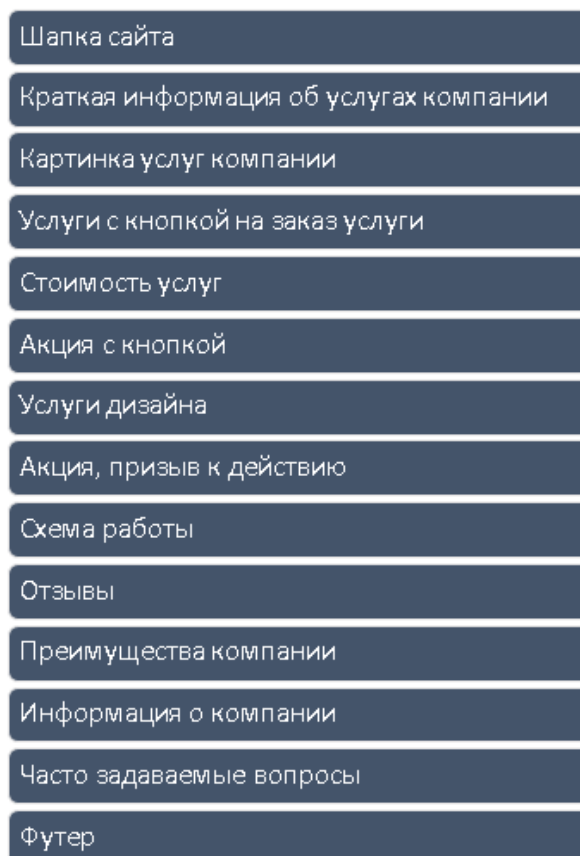 Шапка сайта
Краткая информация об услугах компании
Картинка услуг компании
Услуги с кнопкой на заказ услуги
Стоимость услуг
Акция с кнопкой
Услуги дизайна
Акция, призыв к действию
Схема работы
Отзывы
Преимущества компании
Информация о компании
Часто задаваемые вопросы
Футер